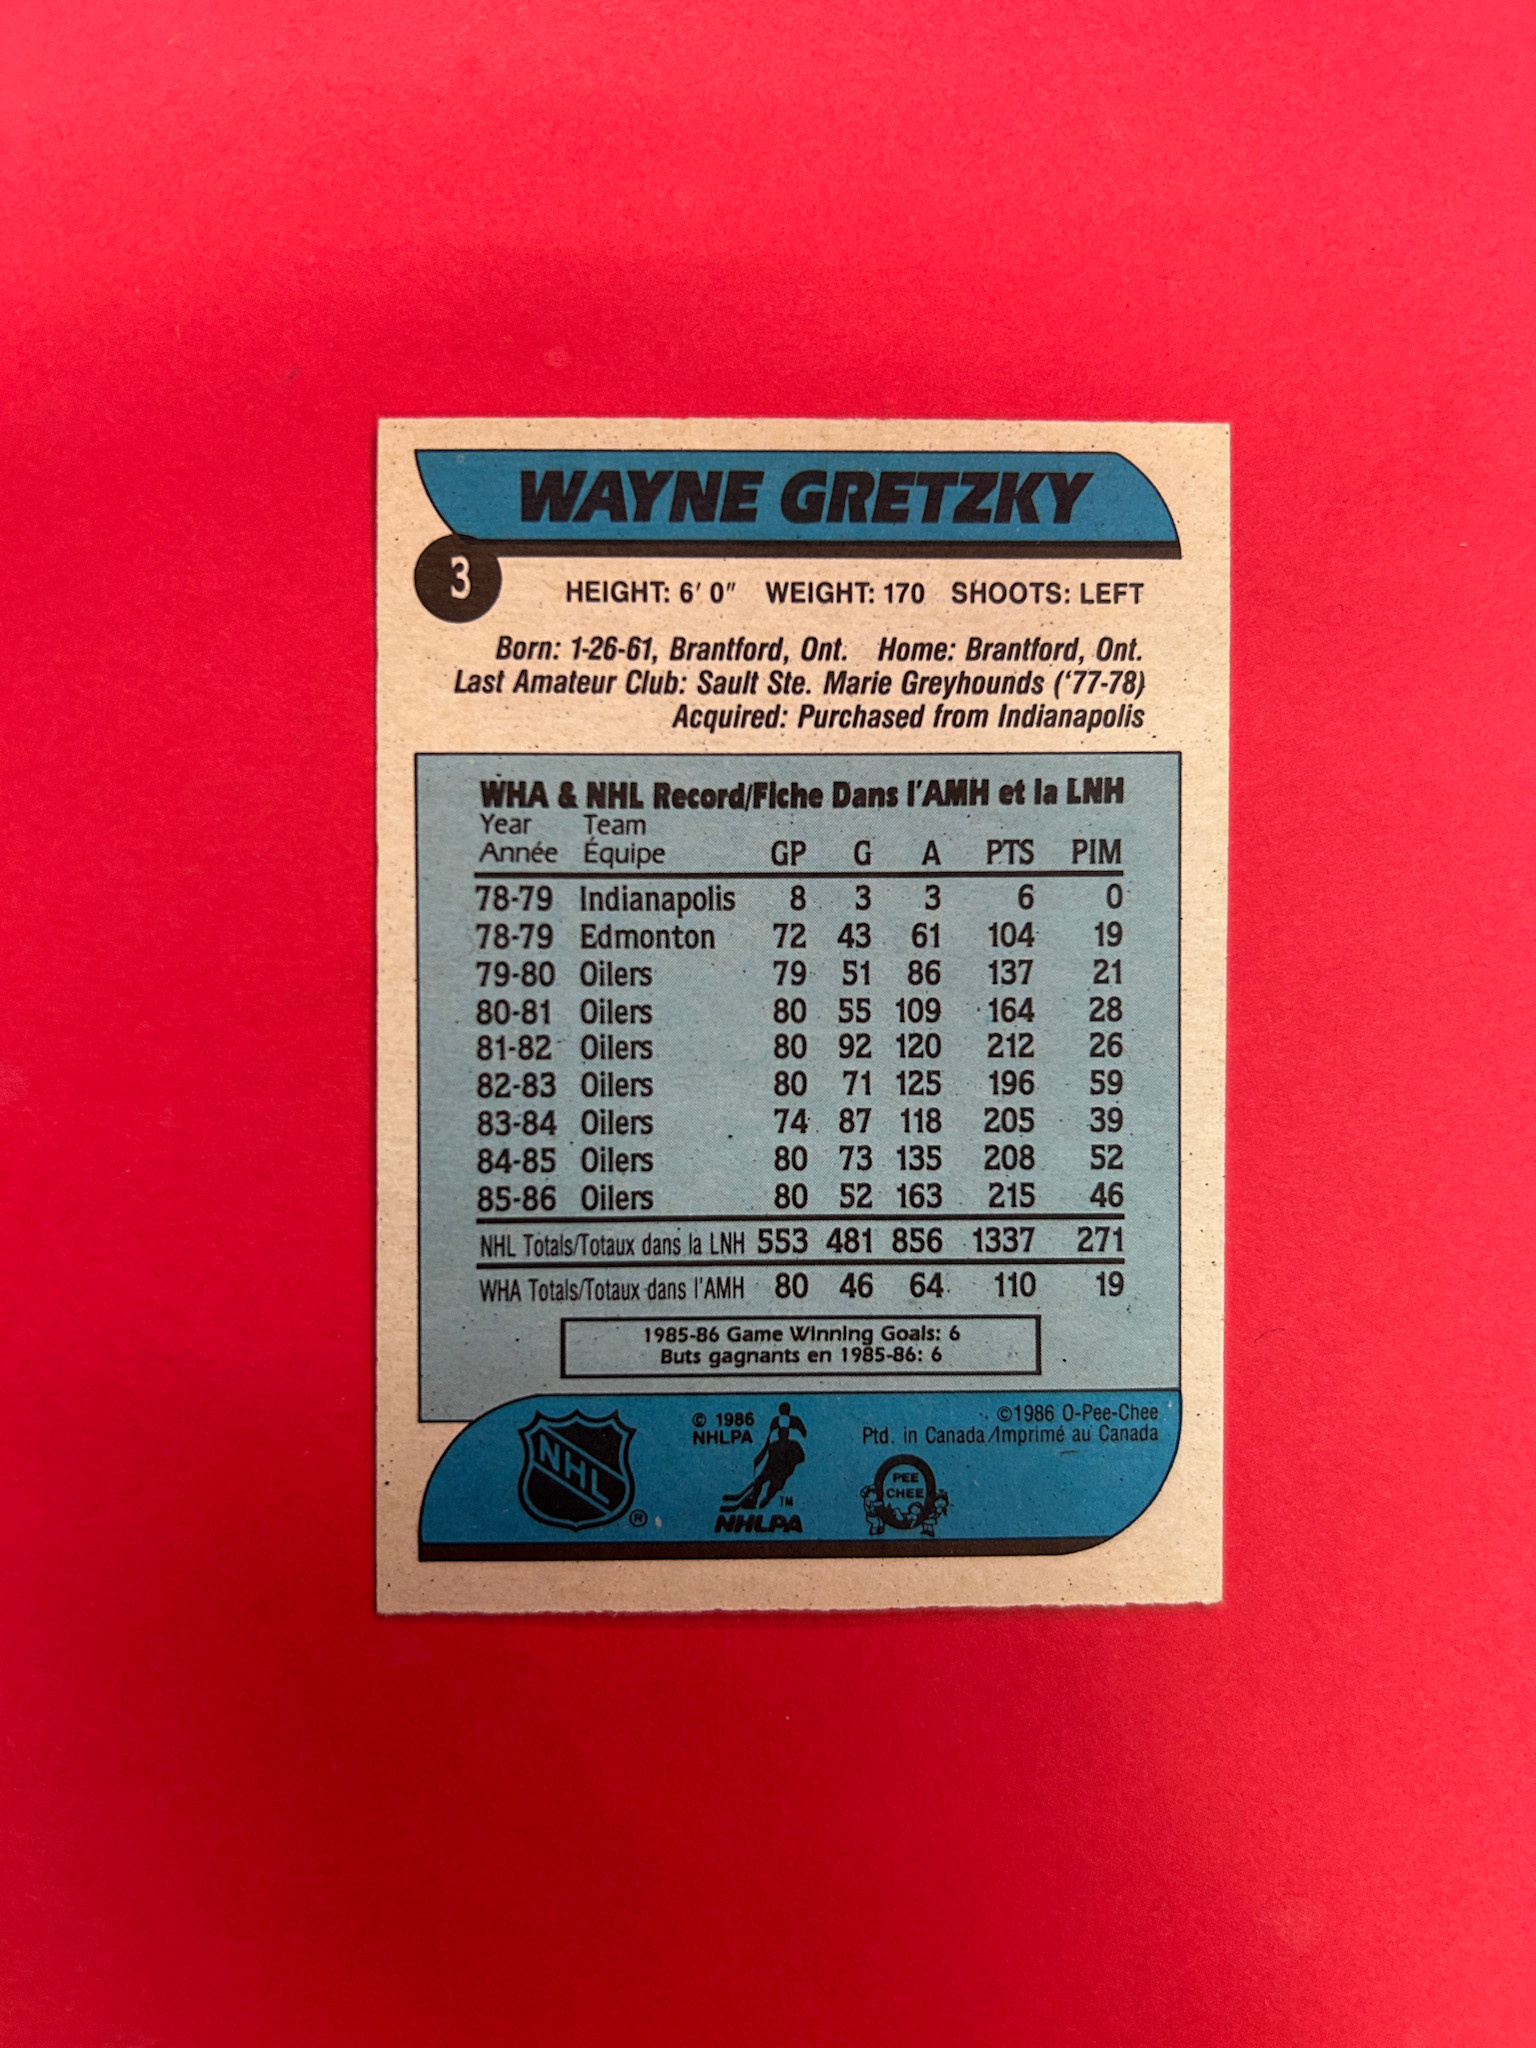 WAYNE GRETZKY
3
HEIGHT: 6' 0" WEIGHT: 170 SHOOTS: LEFT
Born: 1-26-61, Brantford, Ont. Home: Brantford, Ont.
Last Amateur Club: Sault Ste. Marie Greyhounds ('77-78)
Acquired: Purchased from Indianapolis
WHA & NHL Record/Fiche Dans l'AMH et la LNH
Year Team
Année Équipe GP G A PTS PIM
78-79 Indianapolis 8 3 3 6 0
78-79 Edmonton 72 43 61 104 19
79-80 Oilers 79 51 86 137 21
80-81 Oilers 80 55 109 164 28
81-82 Oilers 80 92 120 212 26
82-83 Oilers 80 71 125 196 59
83-84 Oilers 74 87 118 205 39
84-85 Oilers 80 73 135 208 52
85-86 Oilers 80 52 163 215 46
NHL Totals/Totaux dans la LNH 553 481 856 1337 271
WHA Totals/Totaux dans l'AMH 80 46 64 110 19
1985-86 Game Winning Goals: 6
Buts gagnants en 1985-86: 6
NHL ®
© 1986
NHLPA
TM
NHLPA
©1986 O-Pee-Chee
Ptd. in Canada/Imprimé au Canada
PEE
CHEE